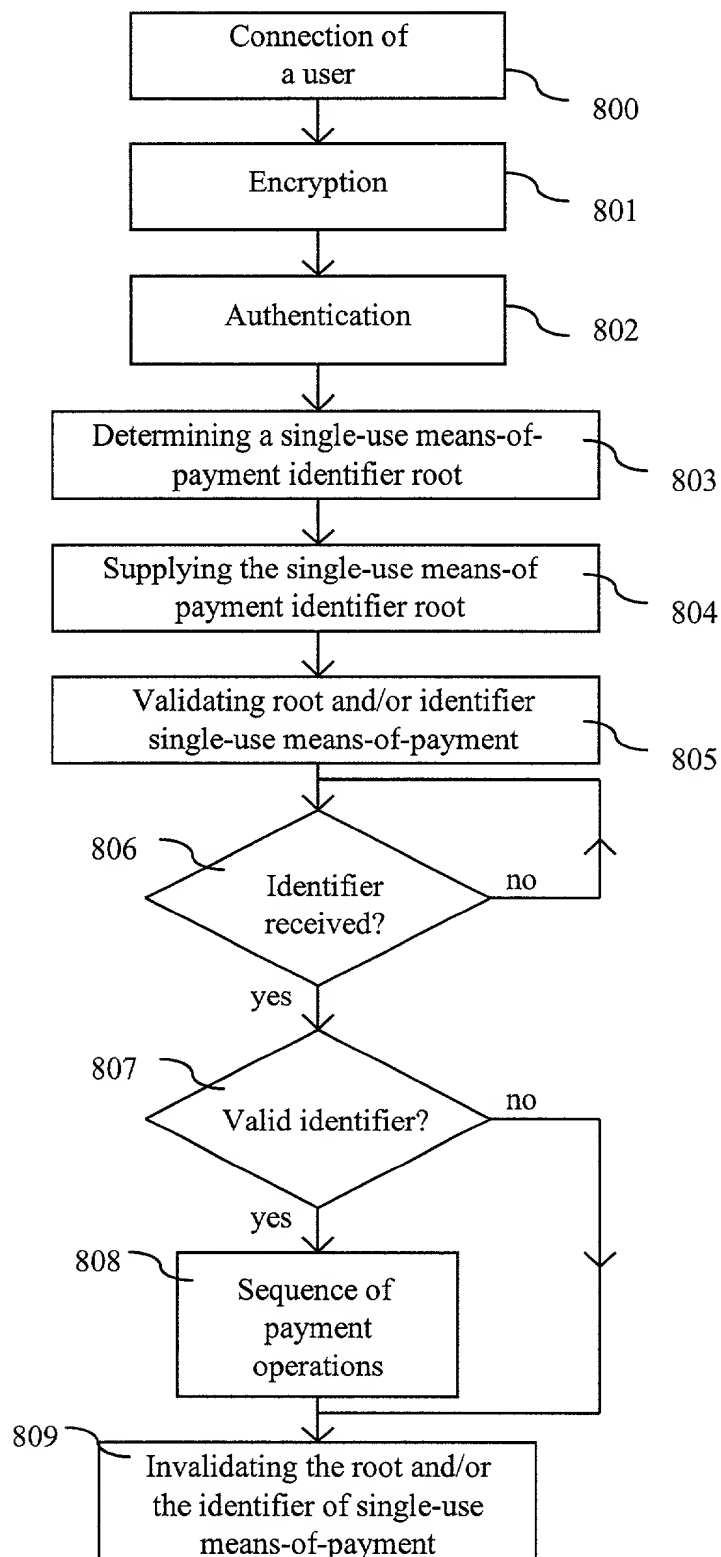 Connection of
a user
800
Encryption
801
Authentication
802
Determining a single-use means-of-
payment identifier root
803
Supplying the single-use means-of
payment identifier root
804
Validating root and/or identifier
single-use means-of-payment
805
806
Identifier
received?
no
yes
807
Valid identifier?
no
yes
808
Sequence of
payment
operations
809
Invalidating the root and/or
the identifier of single-use
means-of-payment